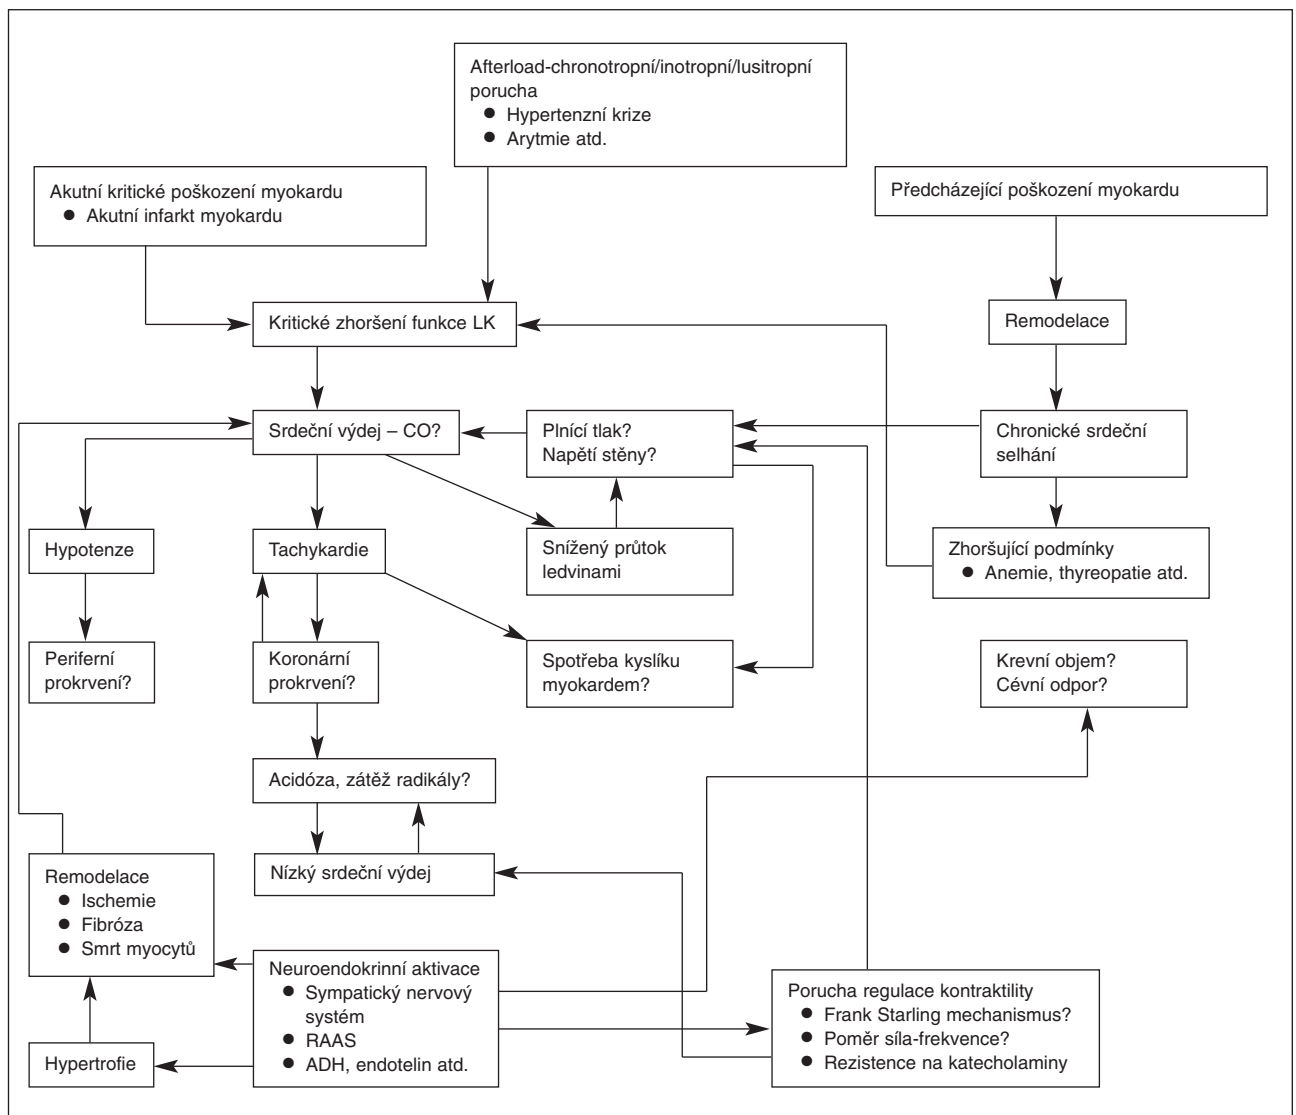 Afterload-chronotropní/inotropní/lusitropní
porucha
● Hypertenzní krize
● Arytmie atd.
Akutní kritické poškození myokardu
● Akutní infarkt myokardu
Předcházející poškození myokardu
Kritické zhoršení funkce LK
Remodelace
Srdeční výdej – CO?
Plnící tlak?
Napětí stěny?
Chronické srdeční
selhání
Hypotenze
Tachykardie
Snížený průtok
ledvinami
Zhoršující podmínky
● Anemie, thyreopatie atd.
Periferní
prokrvení?
Koronární
prokrvení?
Spotřeba kyslíku
myokardem?
Krevní objem?
Cévní odpor?
Acidóza, zátěž radikály?
Nízký srdeční výdej
Remodelace
● Ischemie
● Fibróza
● Smrt myocytů
Neuroendokrinní aktivace
● Sympatický nervový
systém
● RAAS
● ADH, endotelin atd.
Porucha regulace kontraktility
● Frank Starling mechanismus?
● Poměr síla-frekvence?
● Rezistence na katecholaminy
Hypertrofie